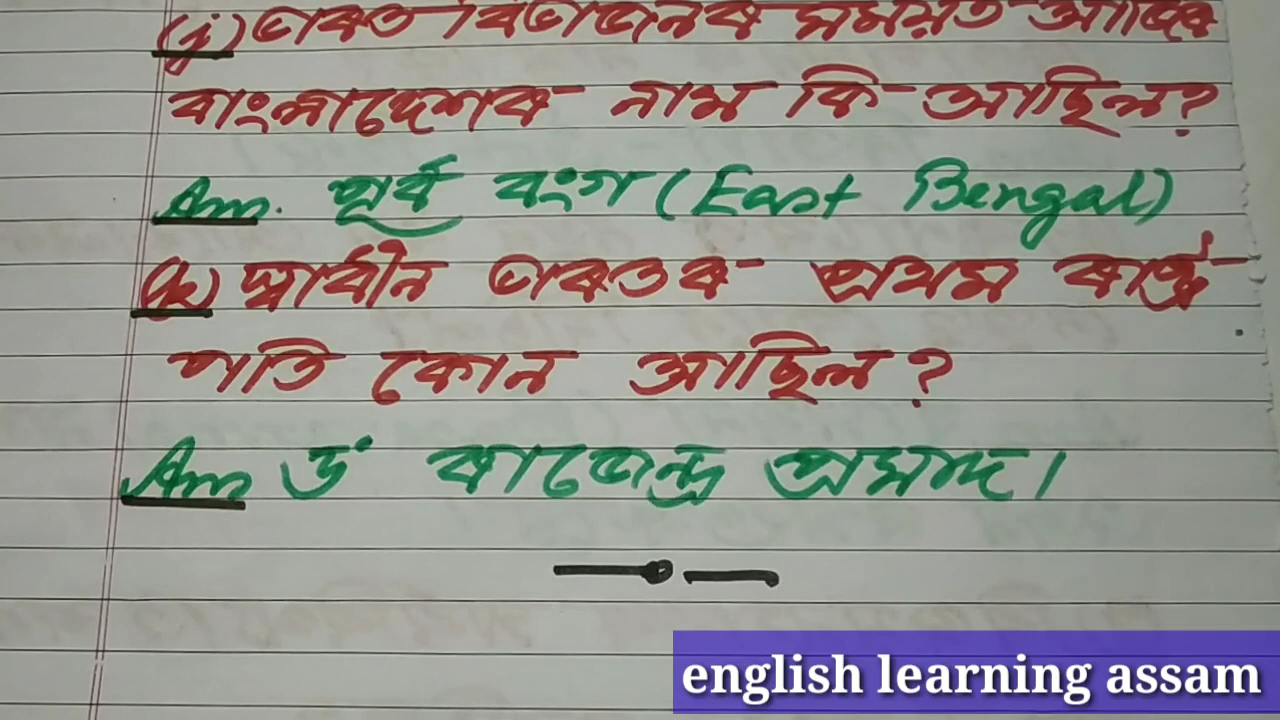 (j) ভাৰত বিভাজনৰ সময়ত আজিৰ
বাংলাদেশৰ নাম কি আছিল?
Ans. পূৰ্ব বংগ (East Bengal)
(k) স্বাধীন ভাৰতৰ প্ৰথম ৰাষ্ট্ৰ-
পতি কোন আছিল?
Ans ড° ৰাজেন্দ্ৰ প্ৰসাদ।
english learning assam